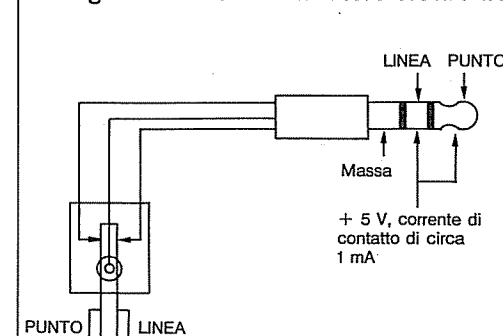 LINEA PUNTO
Massa
+ 5 V, corrente di
contatto di circa
1 mA
PUNTO LINEA